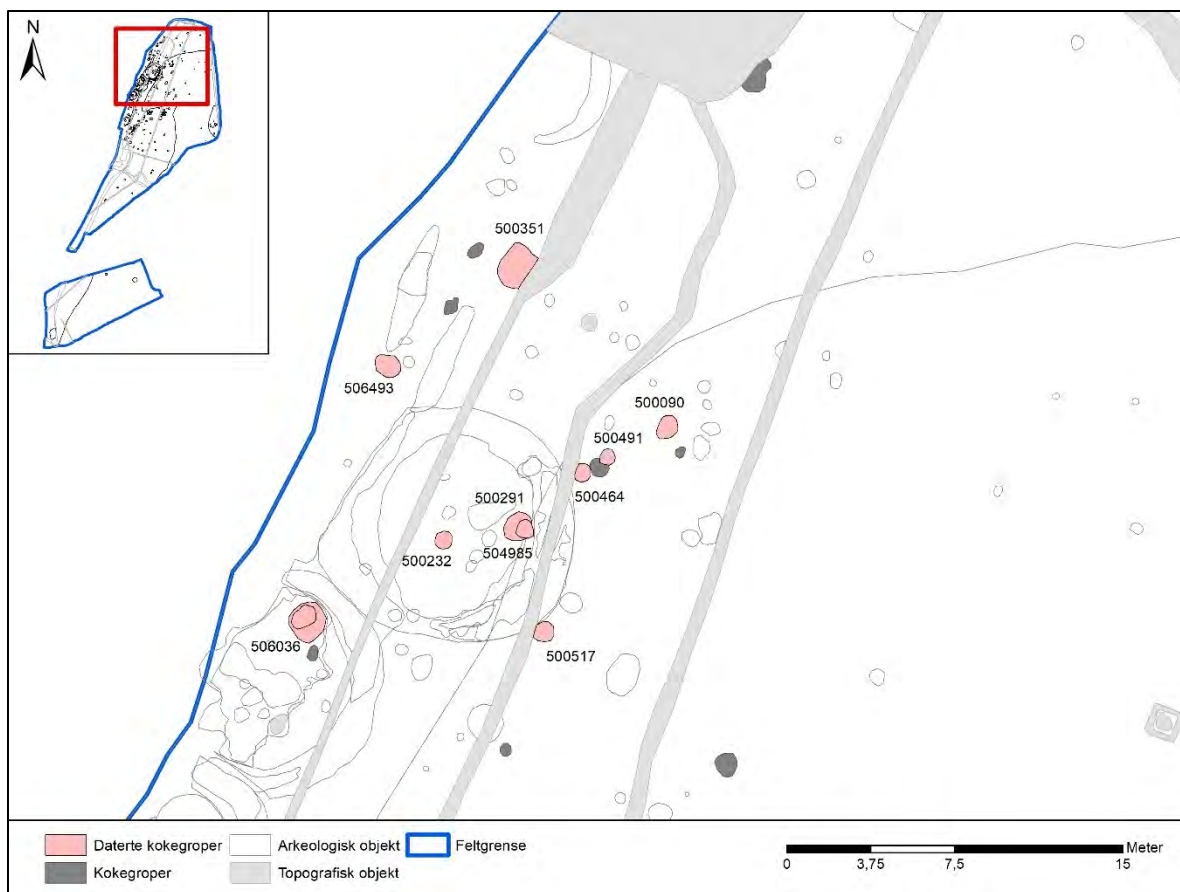 N
500351
506493
500090
500491
500464
500291
500232
504985
506036
500517
Daterte kokegroper
Arkeologisk objekt
Feltgrense
Kokegroper
Topografisk objekt
Meter
0
3,75
7,5
15